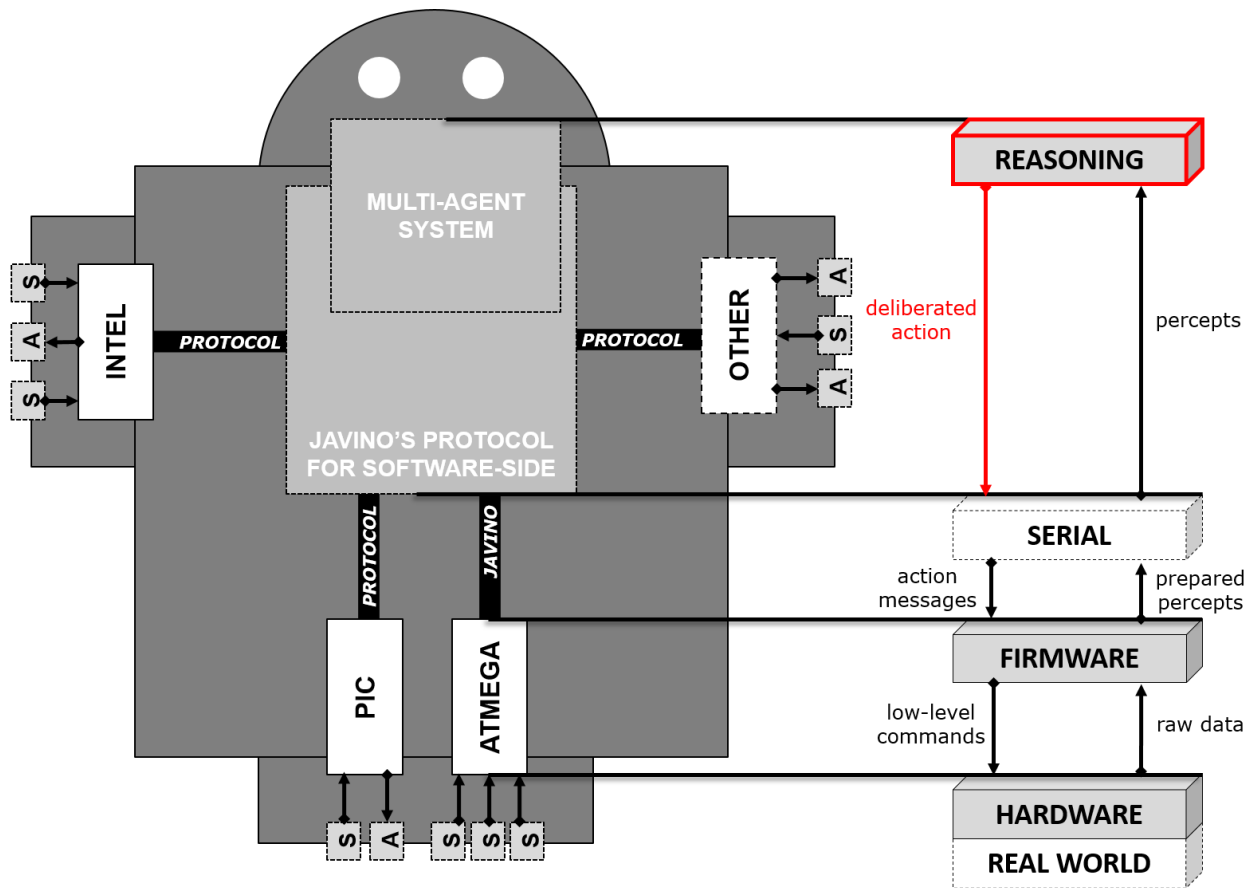 REASONING
MULTI-AGENT
SYSTEM
S
A
S
INTEL
PROTOCOL
PROTOCOL
OTHER
A
S
A
deliberated
action
percepts
JAVINO'S PROTOCOL
FOR SOFTWARE-SIDE
PROTOCOL
JAVINO
SERIAL
action
messages
prepared
percepts
PIC
ATMEGA
FIRMWARE
low-level
commands
raw data
S
A
S
S
S
HARDWARE
REAL WORLD